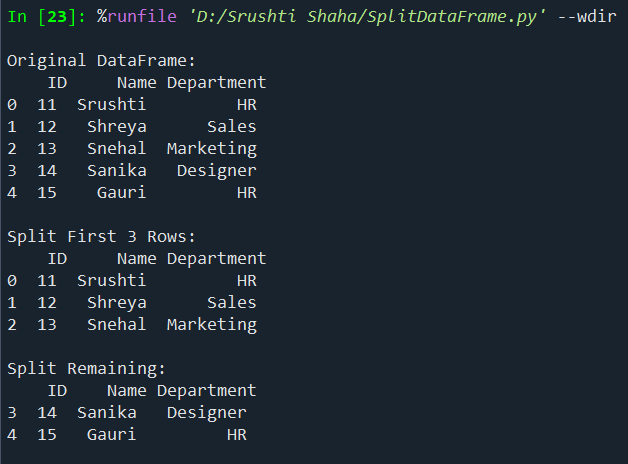 In [23]: %runfile 'D:/Srushti Shaha/SplitDataFrame.py' --wdir
Original DataFrame:
    ID     Name Department
0  11  Srushti         HR
1  12   Shreya      Sales
2  13   Snehal  Marketing
3  14   Sanika   Designer
4  15    Gauri         HR
Split First 3 Rows:
    ID     Name Department
0  11  Srushti         HR
1  12   Shreya      Sales
2  13   Snehal  Marketing
Split Remaining:
    ID    Name Department
3  14  Sanika   Designer
4  15   Gauri         HR